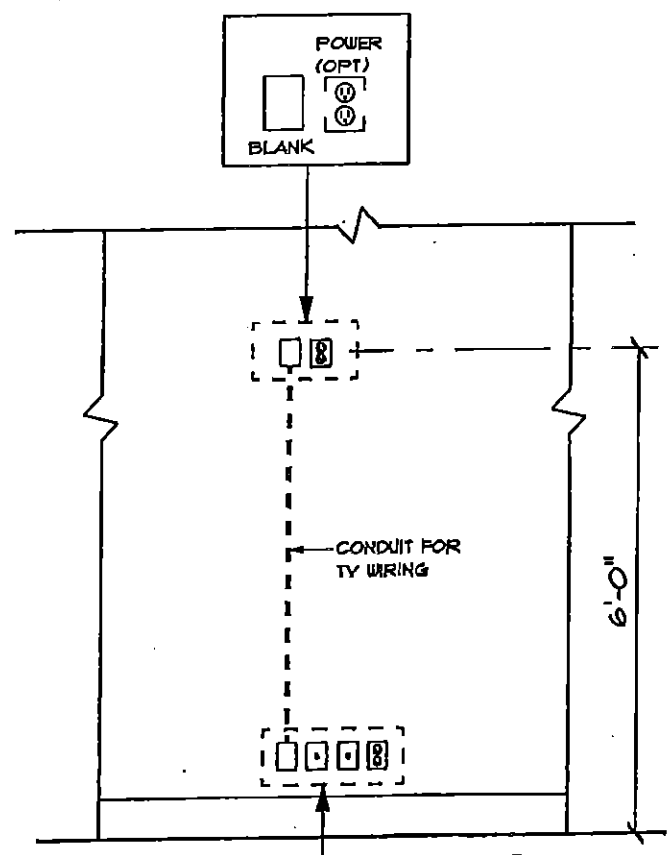 POWER
(OPT)
BLANK
CONDUIT FOR
TV WIRING
6'-0"